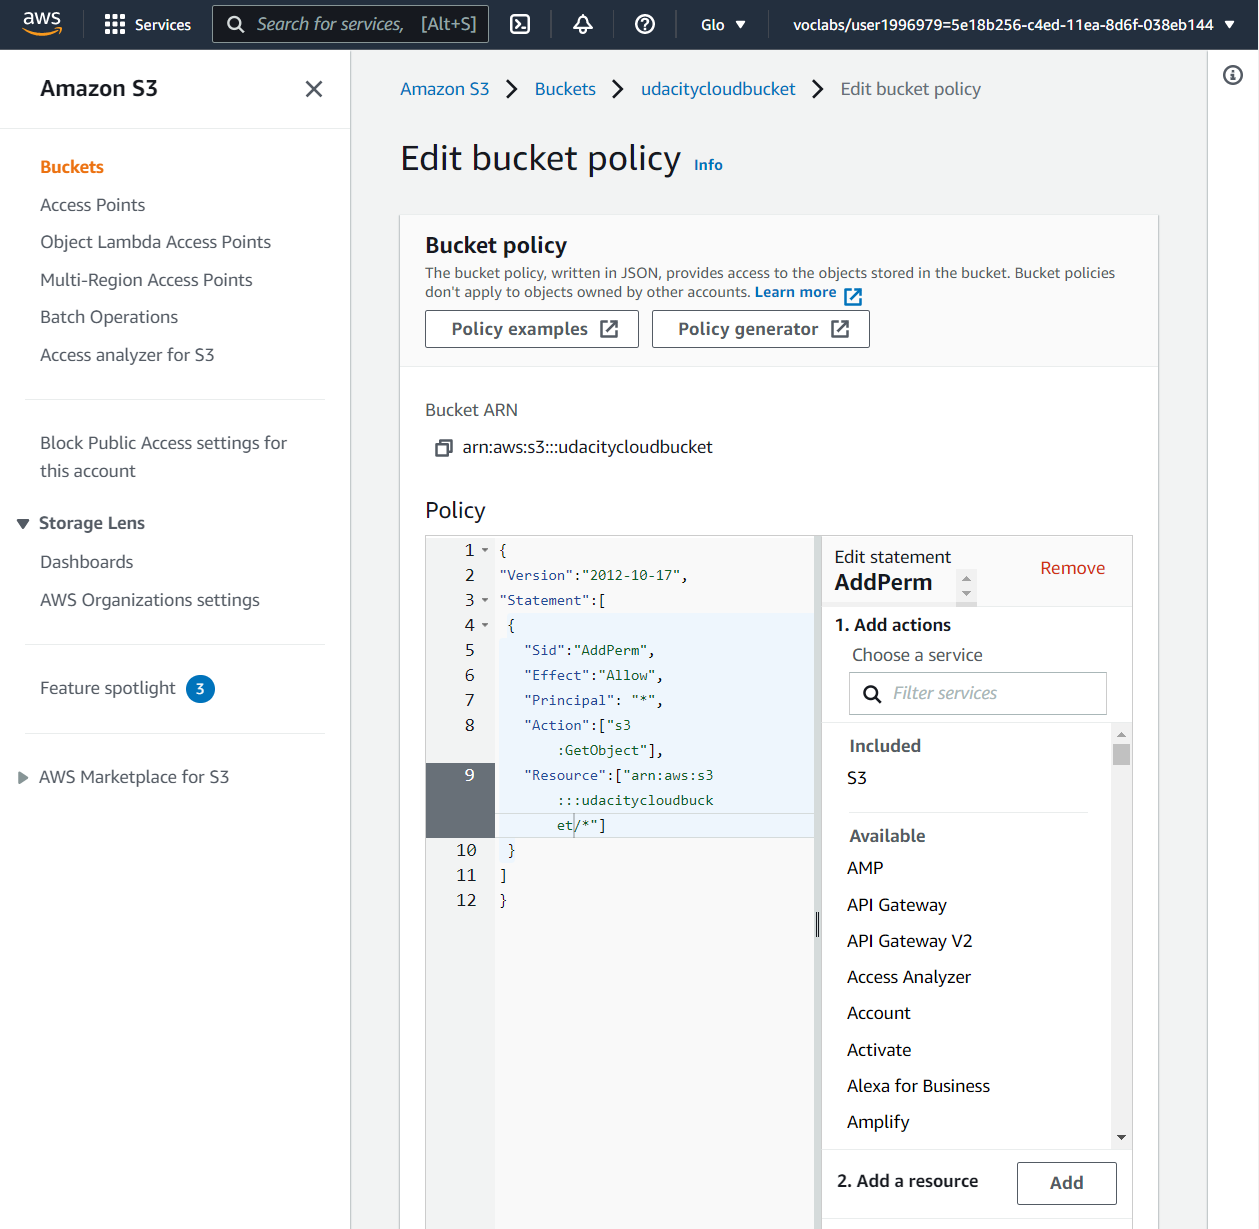 aws
Services
Search for services, [Alt+S]
Glo
voclabs/user1996979=5e18b256-c4ed-11ea-8d6f-038eb144
Amazon S3
Buckets
Access Points
Object Lambda Access Points
Multi-Region Access Points
Batch Operations
Access analyzer for S3
Block Public Access settings for
this account
Storage Lens
Dashboards
AWS Organizations settings
Feature spotlight 3
AWS Marketplace for S3
Amazon S3 Buckets udacitycloudbucket Edit bucket policy
Edit bucket policy Info
Bucket policy
The bucket policy, written in JSON, provides access to the objects stored in the bucket. Bucket policies
don't apply to objects owned by other accounts. Learn more
Policy examples
Policy generator
Bucket ARN
arn:aws:s3:::udacitycloudbucket
Policy
1 {
2 "Version":"2012-10-17",
3 "Statement":[
4 {
5 "Sid":"AddPerm",
6 "Effect":"Allow",
7 "Principal": "*",
8 "Action":["s3
:GetObject"],
9 "Resource":["arn:aws:s3
:::udacitycloudbuck
et/*"]
10 }
11 ]
12 }
Edit statement
AddPerm
Remove
1. Add actions
Choose a service
Filter services
Included
S3
Available
AMP
API Gateway
API Gateway V2
Access Analyzer
Account
Activate
Alexa for Business
Amplify
2. Add a resource
Add